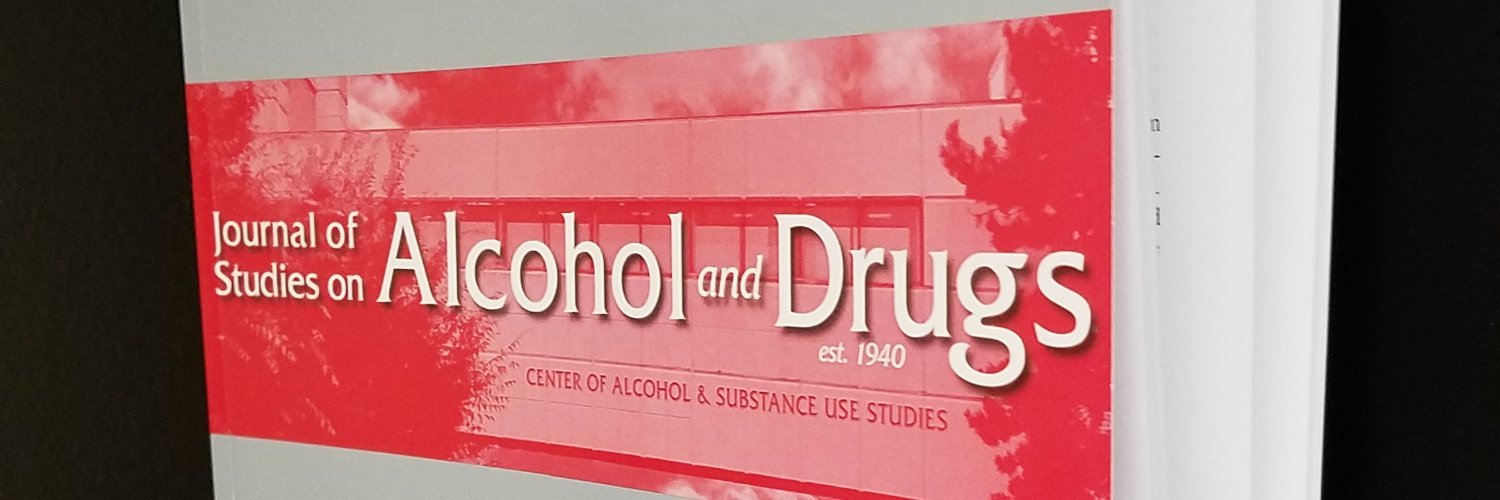 Journal of
Studies on
Alcohol and Drugs
est. 1940
CENTER OF ALCOHOL & SUBSTANCE USE STUDIES